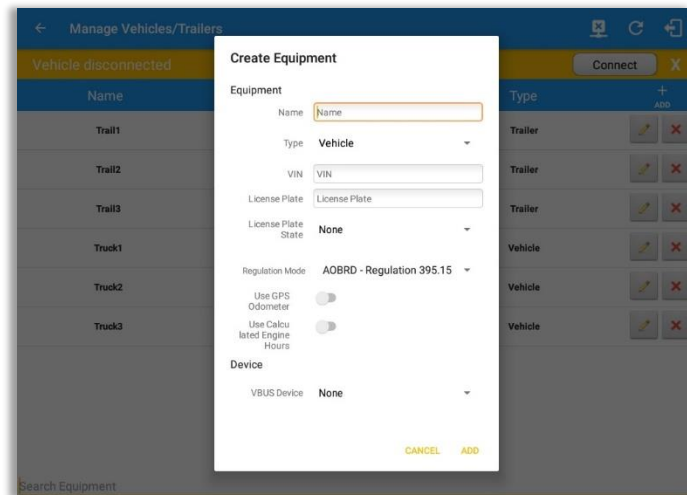 Manage Vehicles/Trailers
Vehicle disconnected
Connect
X
Name
Type
ADD
Trail1
Trailer
Trail2
Trailer
Trail3
Trailer
Truck1
Vehicle
Truck2
Vehicle
Truck3
Vehicle
Search Equipment
Create Equipment
Equipment
Name
Name
Type
Vehicle
VIN
VIN
License Plate
License Plate
License Plate
State
None
Regulation Mode
AOBRD - Regulation 395.15
Use GPS
Odometer
Use Calcu
lated Engine
Hours
Device
VBUS Device
None
CANCEL
ADD